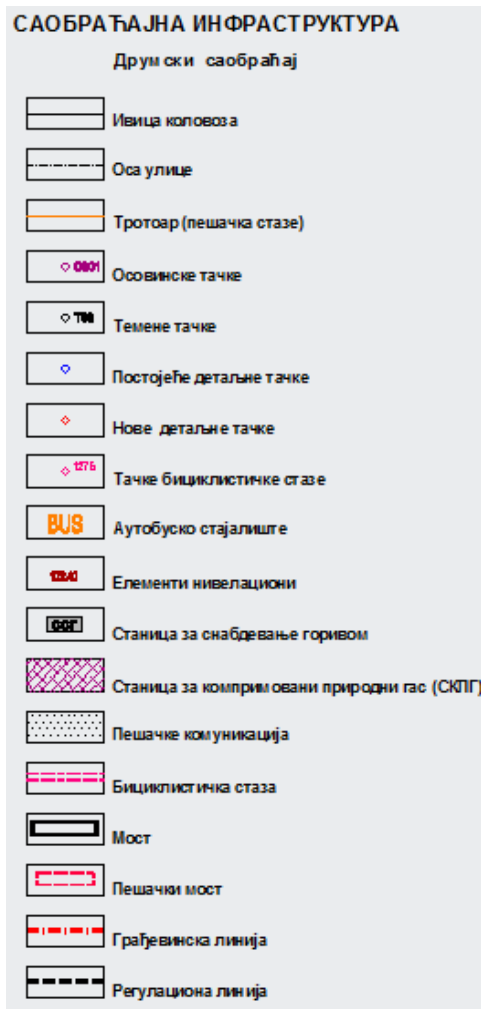 САОБРАЋАЈНА ИНФРАСТРУКТУРА
Друмски саобраћај
Ивица коловоза
Оса улице
Тротоар(пешачка стазе)
Осовинске тачке
Темене тачке
Постојеће детаљне тачке
Нове детаљне тачке
1275 Тачке бициклистичке стазе
BUS Аутобуско стајалиште
Елементи нивелациони
ССГ Станица за снабдевање горивом
Станица за компримовани природни гас (СКПГ)
Пешачке комуникација
Бициклистичка стаза
Мост
Пешачки мост
Грађевинска линија
Регулациона линија